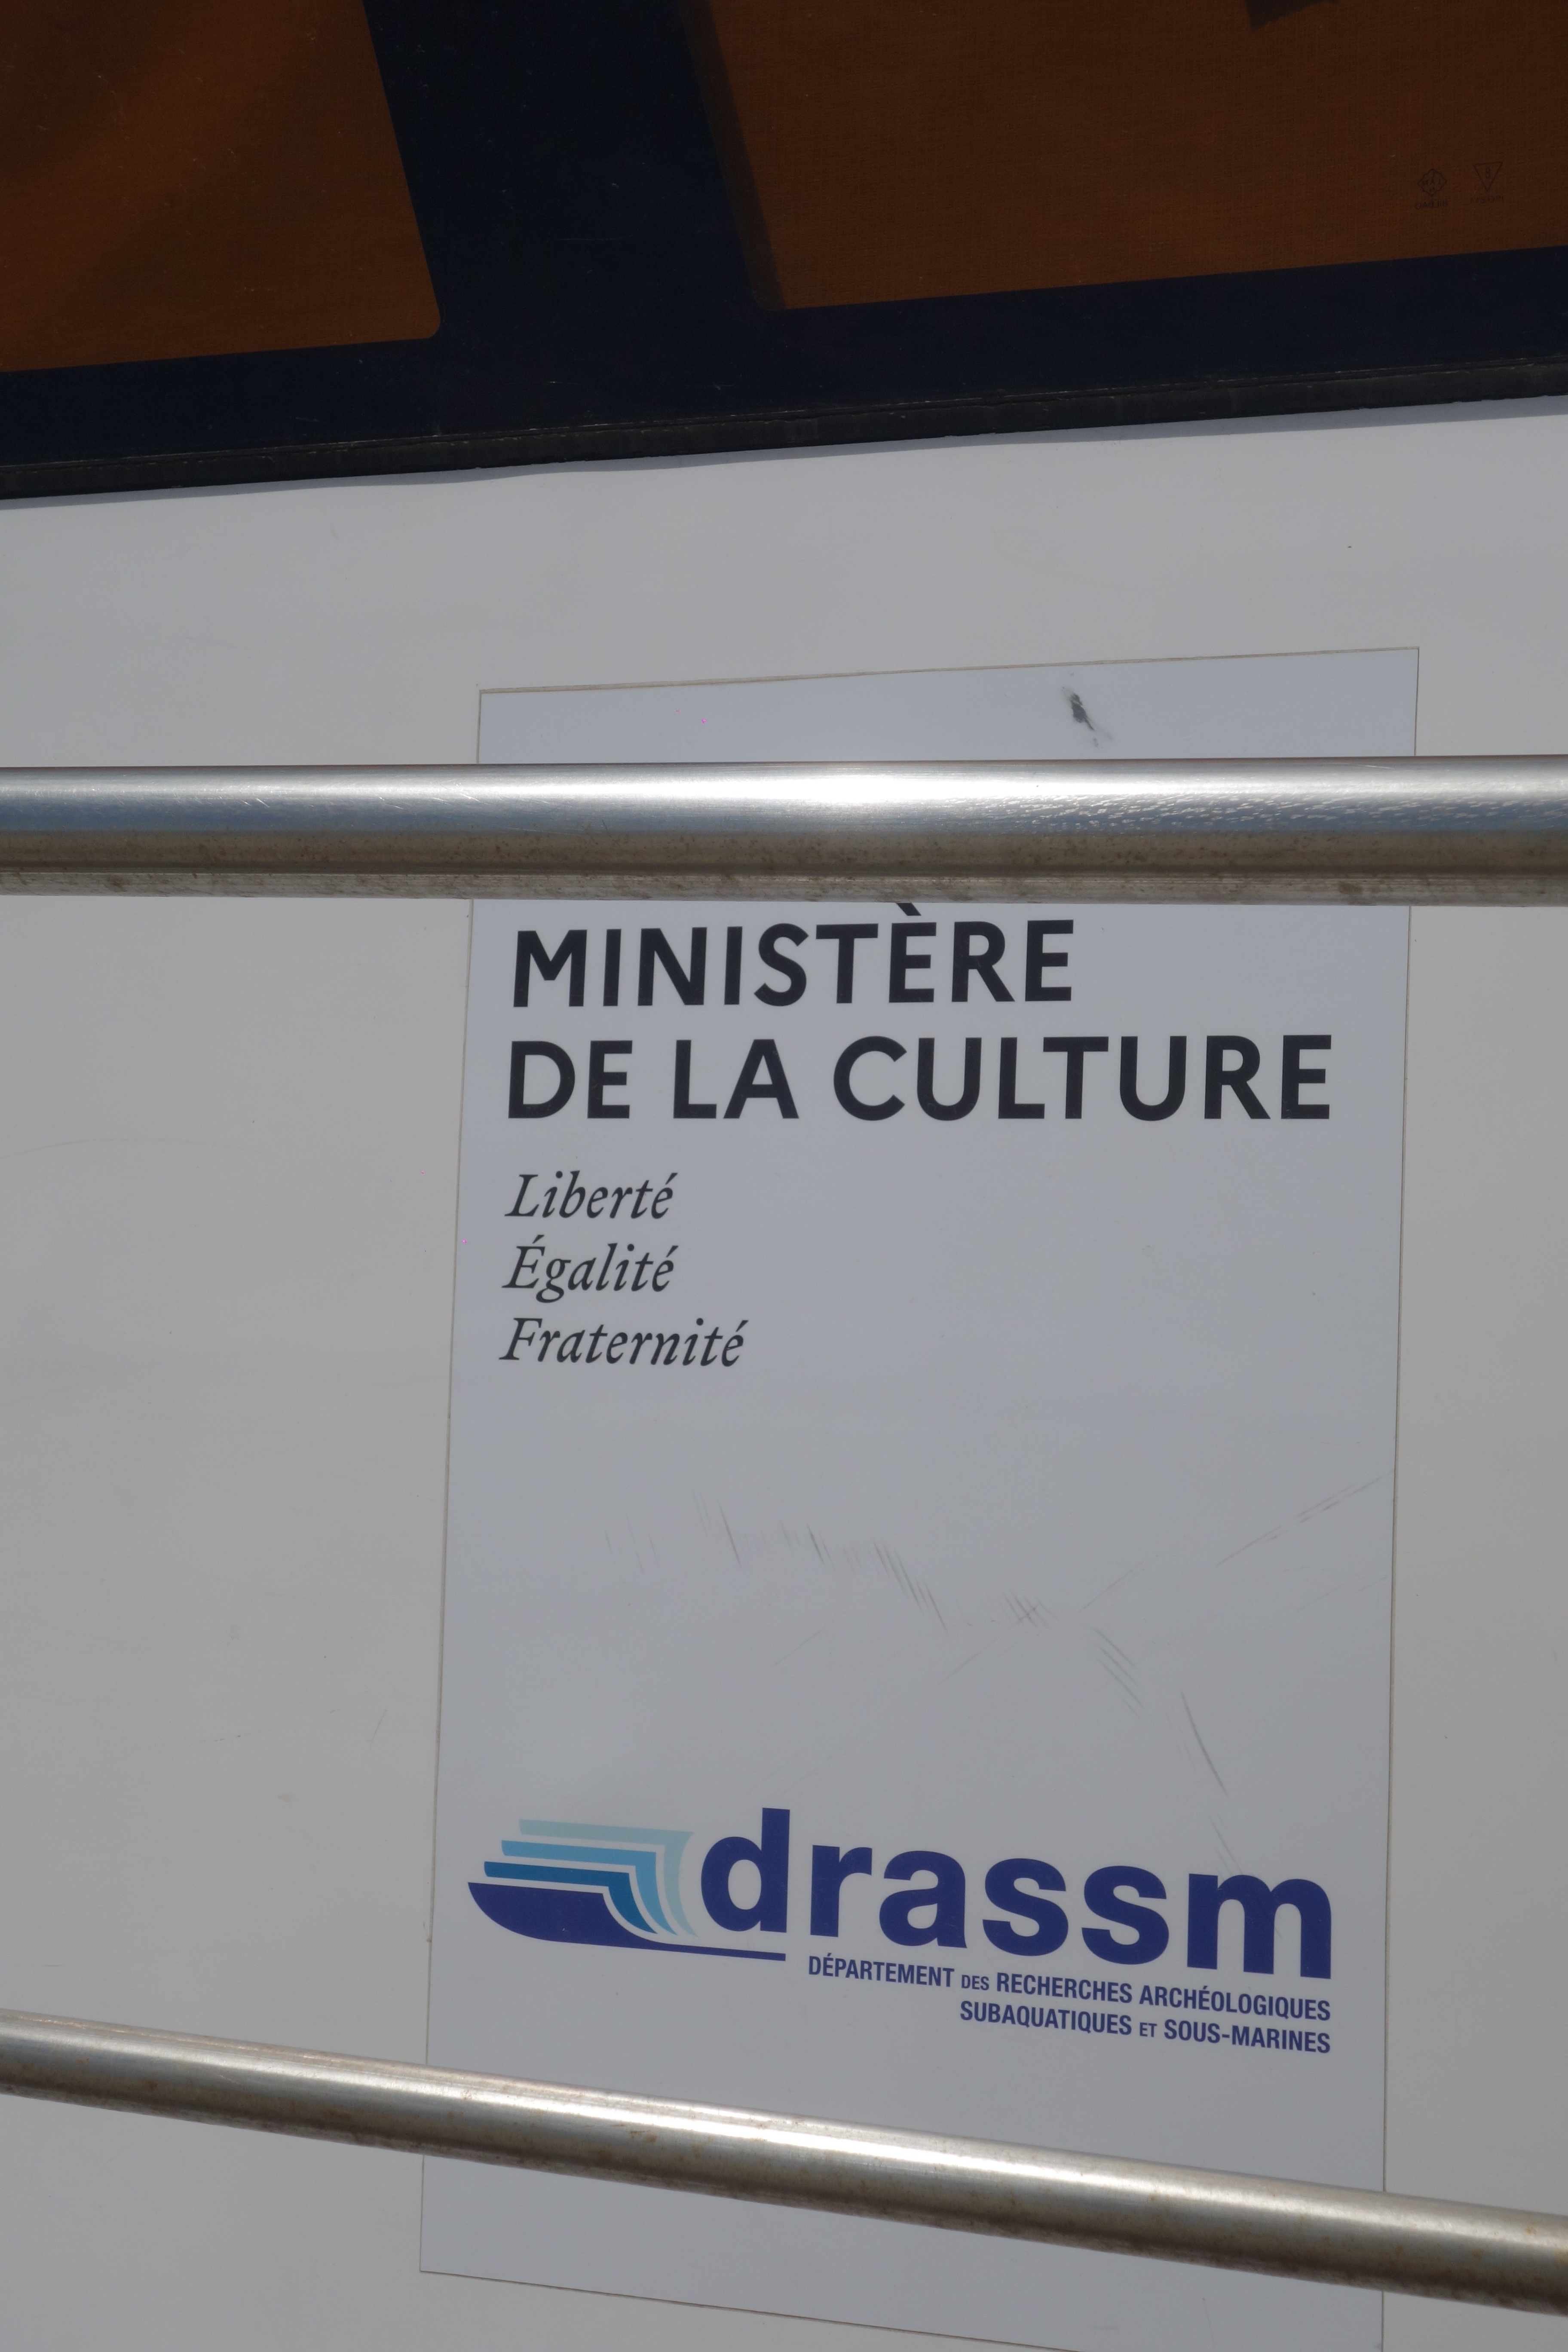 MINISTÈRE
DE LA CULTURE
Liberté
Égalité
Fraternité
drassm
DÉPARTEMENT DES RECHERCHES ARCHÉOLOGIQUES
SUBAQUATIQUES ET SOUS-MARINES